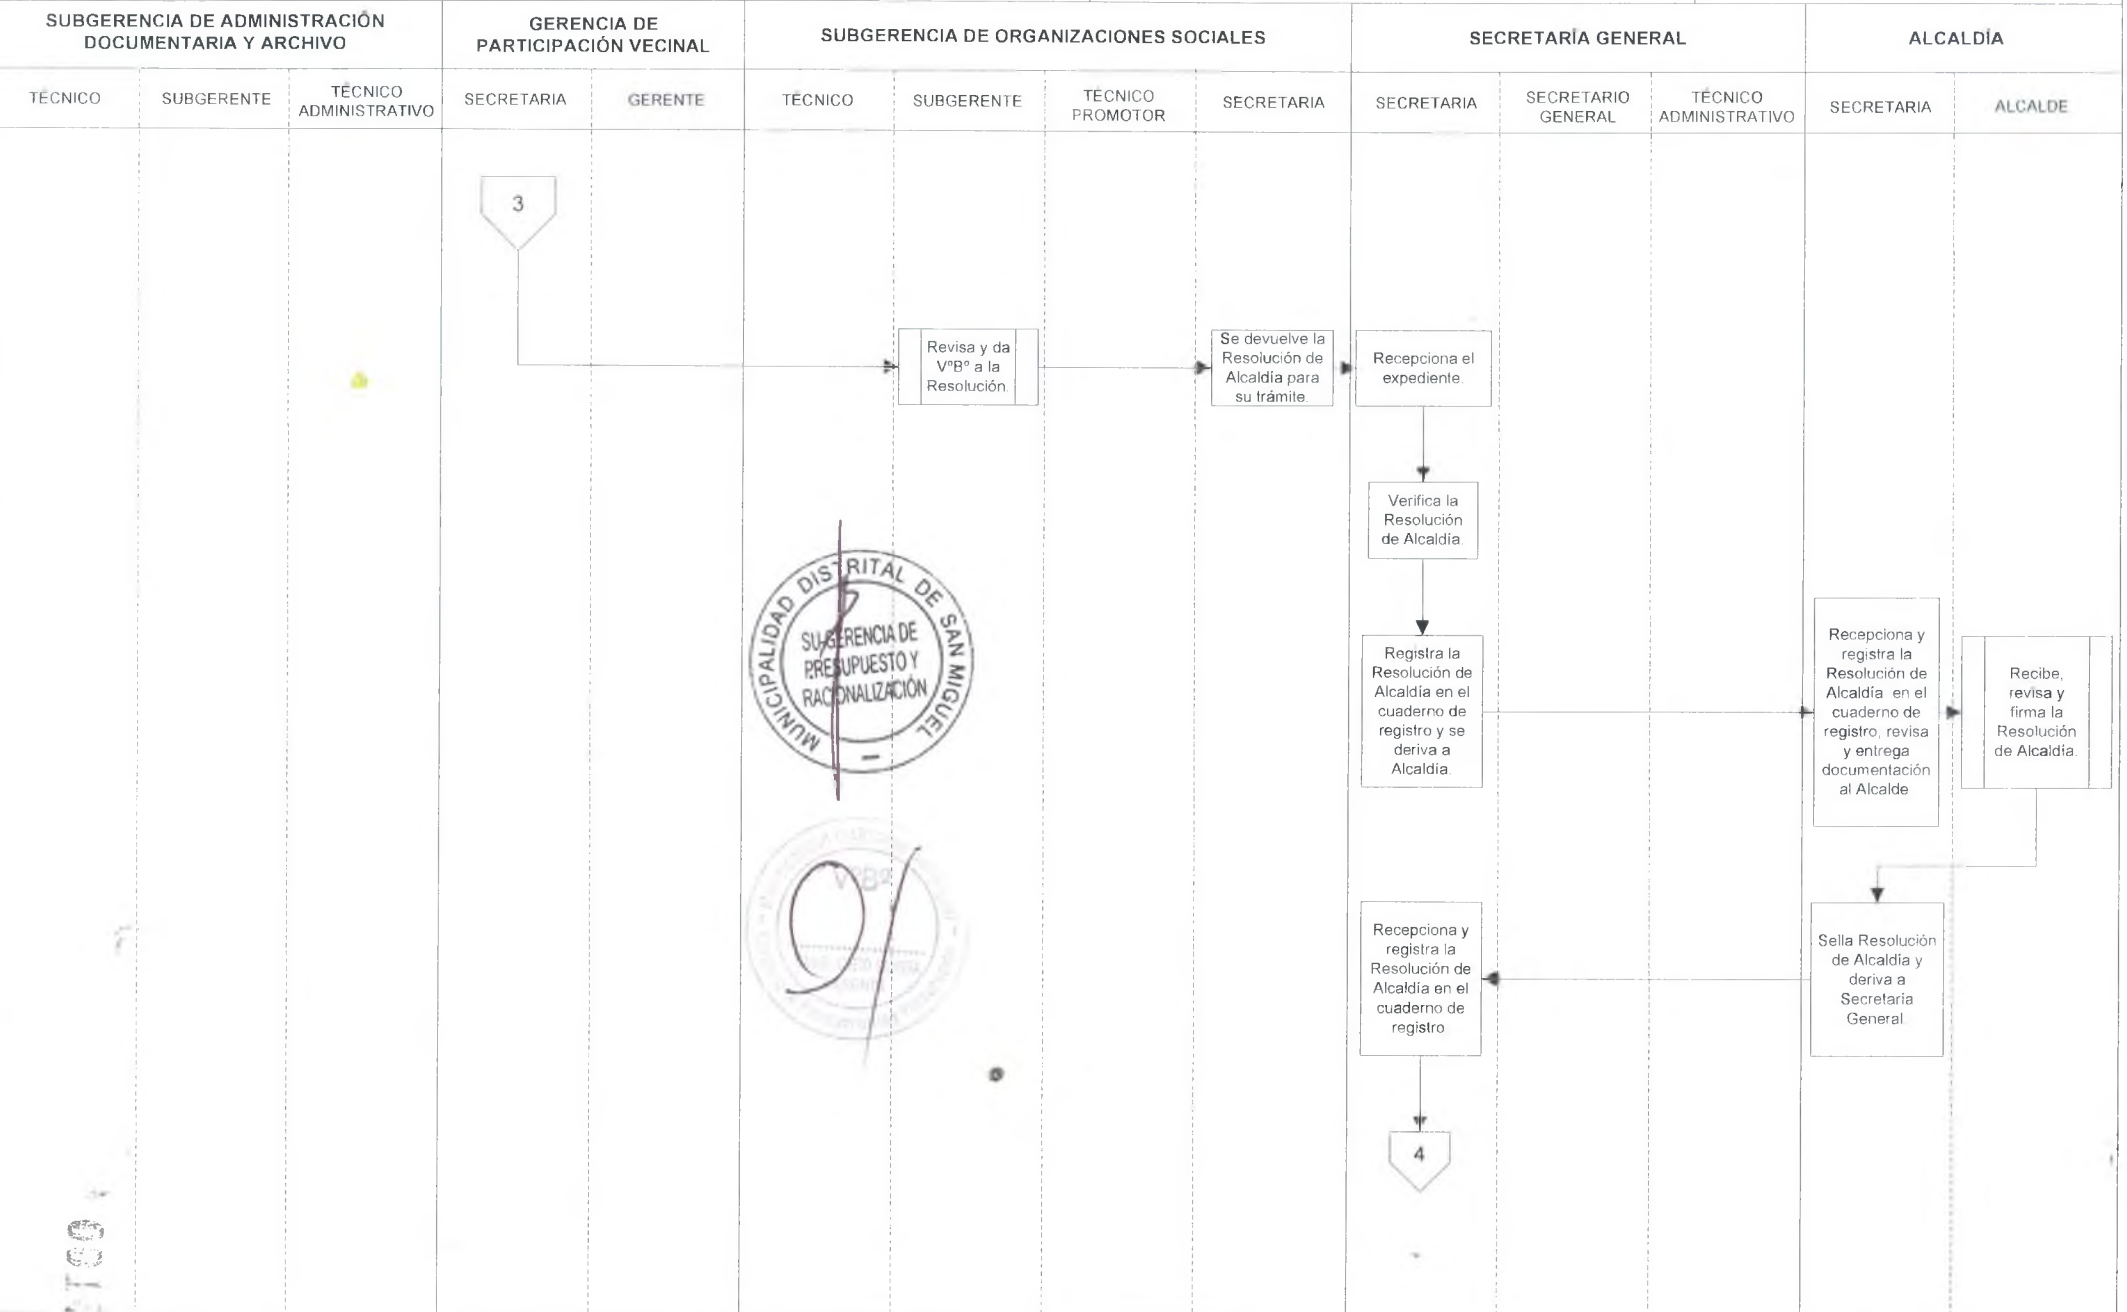 SUBGERENCIA DE ADMINISTRACIÓN
DOCUMENTARIA Y ARCHIVO
GERENCIA DE
PARTICIPACIÓN VECINAL
SUBGERENCIA DE ORGANIZACIONES SOCIALES
SECRETARÍA GENERAL
ALCALDÍA
TÉCNICO
SUBGERENTE
TÉCNICO
ADMINISTRATIVO
SECRETARIA
GERENTE
TÉCNICO
SUBGERENTE
TÉCNICO
PROMOTOR
SECRETARIA
SECRETARIA
SECRETARIO
GENERAL
TÉCNICO
ADMINISTRATIVO
SECRETARIA
ALCALDE
3
Revisa y da
VºBº a la
Resolución.
Se devuelve la
Resolución de
Alcaldía para
su trámite.
Recepciona el
expediente.
Verifica la
Resolución
de Alcaldía.
Registra la
Resolución de
Alcaldía en el
cuaderno de
registro y se
deriva a
Alcaldía.
Recepciona y
registra la
Resolución de
Alcaldía en el
cuaderno de
registro, revisa
y entrega
documentación
al Alcalde
Recibe,
revisa y
firma la
Resolución
de Alcaldía.
Sella Resolución
de Alcaldía y
deriva a
Secretaria
General.
Recepciona y
registra la
Resolución de
Alcaldía en el
cuaderno de
registro
4
MUNICIPALIDAD DISTRITAL DE SAN MIGUEL
SUGERENCIA DE
PRESUPUESTO Y
RACIONALIZACIÓN
VºBº